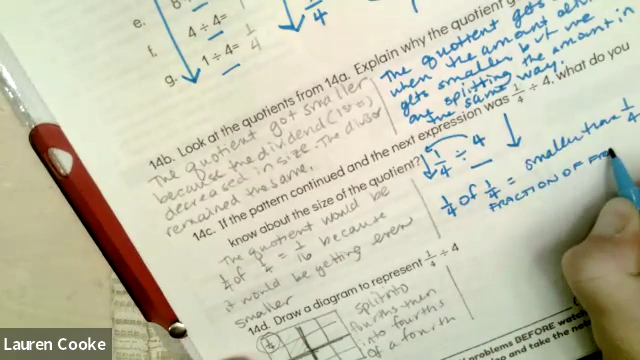 e. 8
f. 4 ÷ 4 =
g. 1 ÷ 4 = 1/4
1/4
14b. Look at the quotients from 14a. Explain why the quotient g
The quotient got smaller
because the dividend (1st #)
decreased in size. The divisor
remained the same.
The quotient gets
when the amount
gets smaller but we
are splitting the amount in
the same way.
14c. If the pattern continued and the next expression was 1/4 ÷ 4, what do you
know about the size of the quotient?
The quotient would be
1/4 of 1/4 = 1/16 because
it would be getting even
smaller
1/4 ÷ 4
1/4 of 1/4 = smaller than 1/4
FRACTION OF
14d. Draw a diagram to represent 1/4 ÷ 4
split into
fourths then
into fourths
of a fourth
problems BEFORE
Lauren Cooke